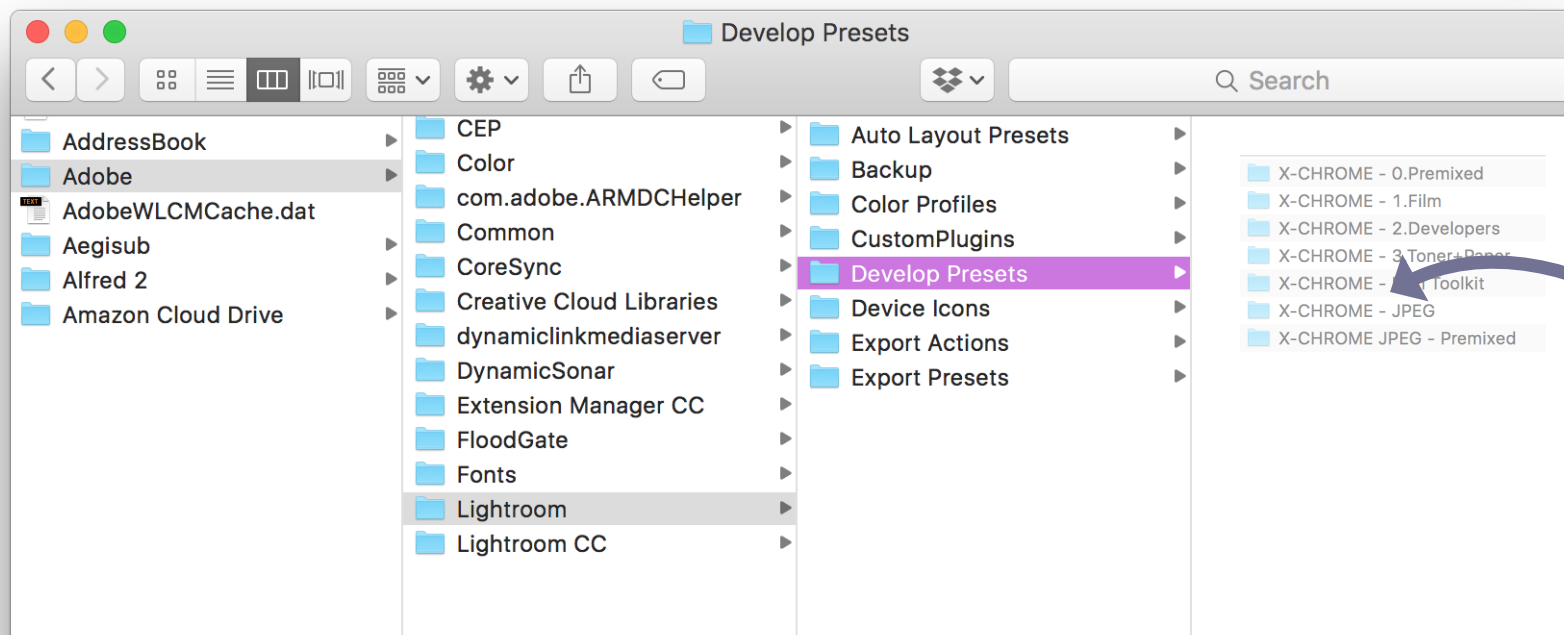 Develop Presets
Search
AddressBook
Adobe
TEXT
AdobeWLCMCache.dat
Aegisub
Alfred 2
Amazon Cloud Drive
CEP
Color
com.adobe.ARMDCHelper
Common
CoreSync
Creative Cloud Libraries
dynamiclinkmediaserver
DynamicSonar
Extension Manager CC
FloodGate
Fonts
Lightroom
Lightroom CC
Auto Layout Presets
Backup
Color Profiles
CustomPlugins
Develop Presets
Device Icons
Export Actions
Export Presets
X-CHROME - 0.Premixed
X-CHROME - 1.Film
X-CHROME - 2.Developers
X-CHROME - 3.Toner+Paper
X-CHROME - Toolkit
X-CHROME - JPEG
X-CHROME JPEG - Premixed